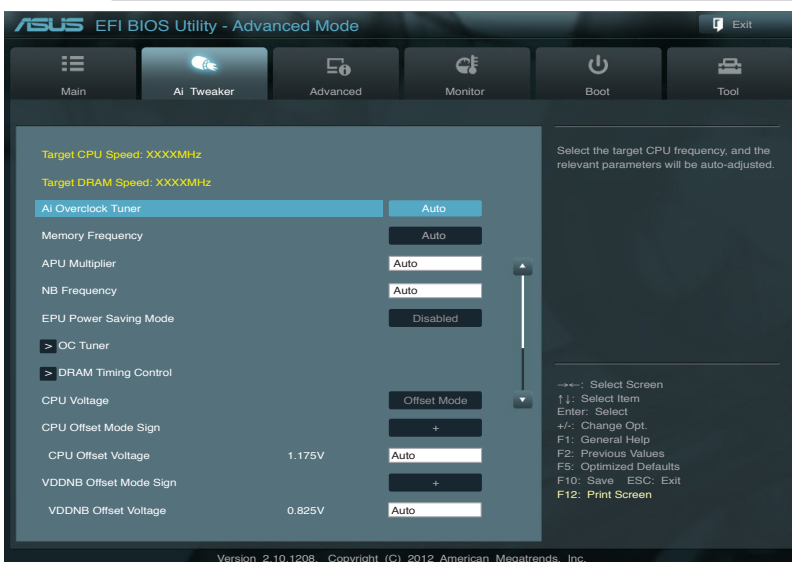 ASUS EFI BIOS Utility - Advanced Mode
Exit
Main
Ai Tweaker
Advanced
Monitor
Boot
Tool
Target CPU Speed: XXXXMHz
Target DRAM Speed: XXXXMHz
Ai Overclock Tuner Auto
Memory Frequency Auto
APU Multiplier Auto
NB Frequency Auto
EPU Power Saving Mode Disabled
> OC Tuner
> DRAM Timing Control
CPU Voltage Offset Mode
CPU Offset Mode Sign +
CPU Offset Voltage 1.175V Auto
VDDNB Offset Mode Sign +
VDDNB Offset Voltage 0.825V Auto
Select the target CPU frequency, and the
relevant parameters will be auto-adjusted.
→←: Select Screen
↑↓: Select Item
Enter: Select
+/-: Change Opt.
F1: General Help
F2: Previous Values
F5: Optimized Defaults
F10: Save ESC: Exit
F12: Print Screen
Version 2.10.1208. Copyright (C) 2012 American Megatrends, Inc.